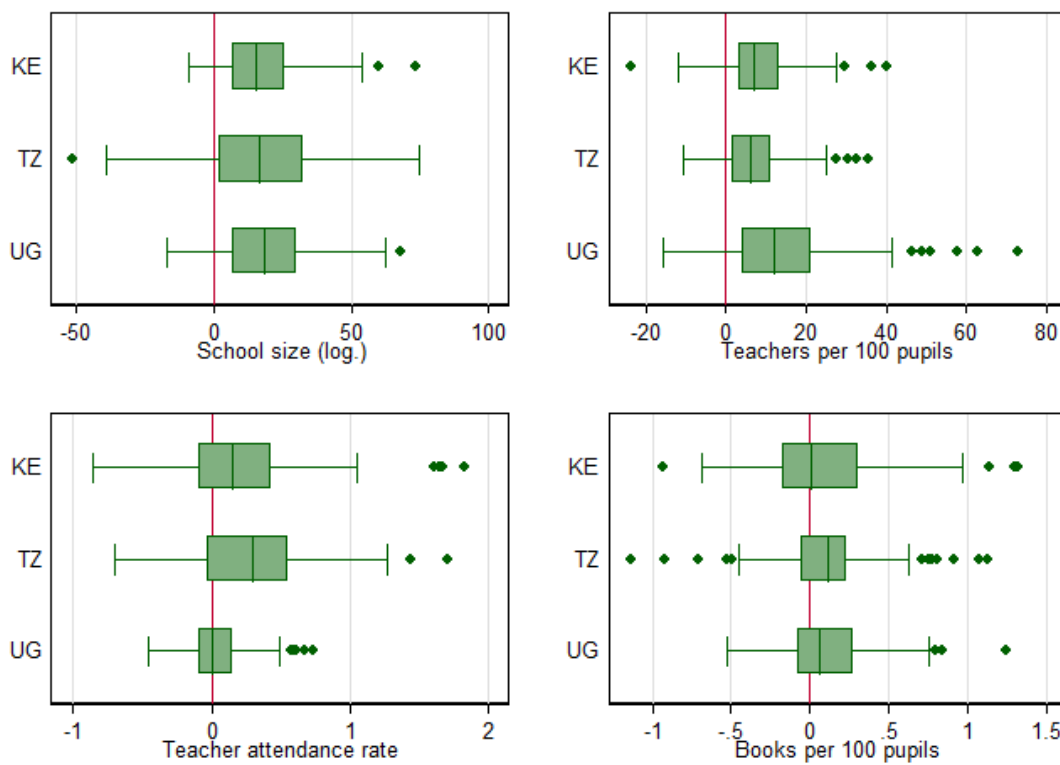 KE
TZ
UG
-50 0 50 100
School size (log.)
KE
TZ
UG
-20 0 20 40 60 80
Teachers per 100 pupils
KE
TZ
UG
-1 0 1 2
Teacher attendance rate
KE
TZ
UG
-1 -.5 0 .5 1 1.5
Books per 100 pupils